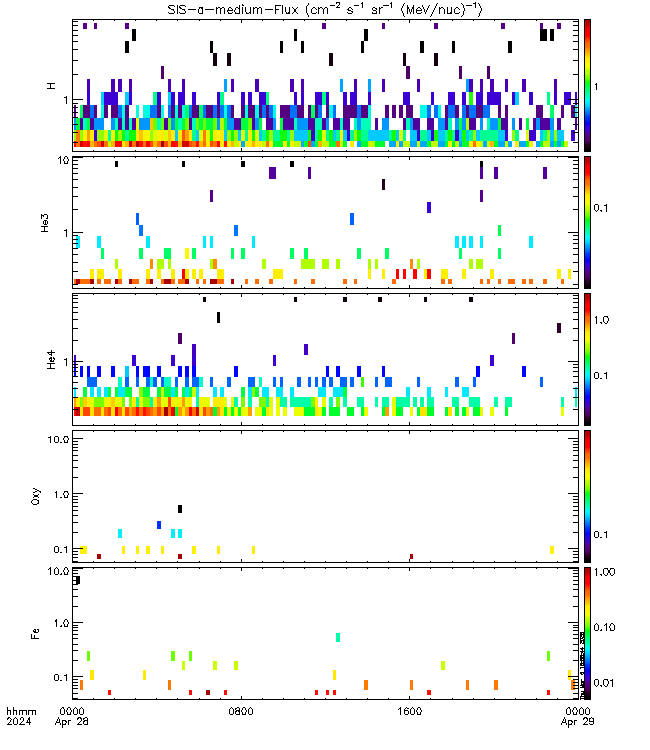 SIS-a-medium-Flux (cm⁻² s⁻¹ sr⁻¹ (MeV/nuc)⁻¹)
H
1
1
He3
10
1
0.1
He4
1
1.0
0.1
Oxy
10.0
1.0
0.1
0.1
Fe
10.0
1.0
0.1
1.00
0.10
0.01
hhmm 0000 0800 1600 0000
2024 Apr 28 Apr 29